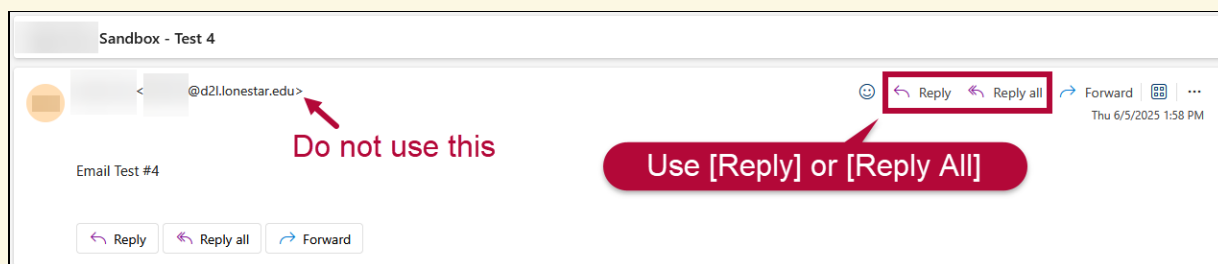 Sandbox - Test 4
< @d2l.lonestar.edu>
Reply Reply all Forward
Thu 6/5/2025 1:58 PM
Do not use this
Use [Reply] or [Reply All]
Email Test #4
Reply Reply all Forward